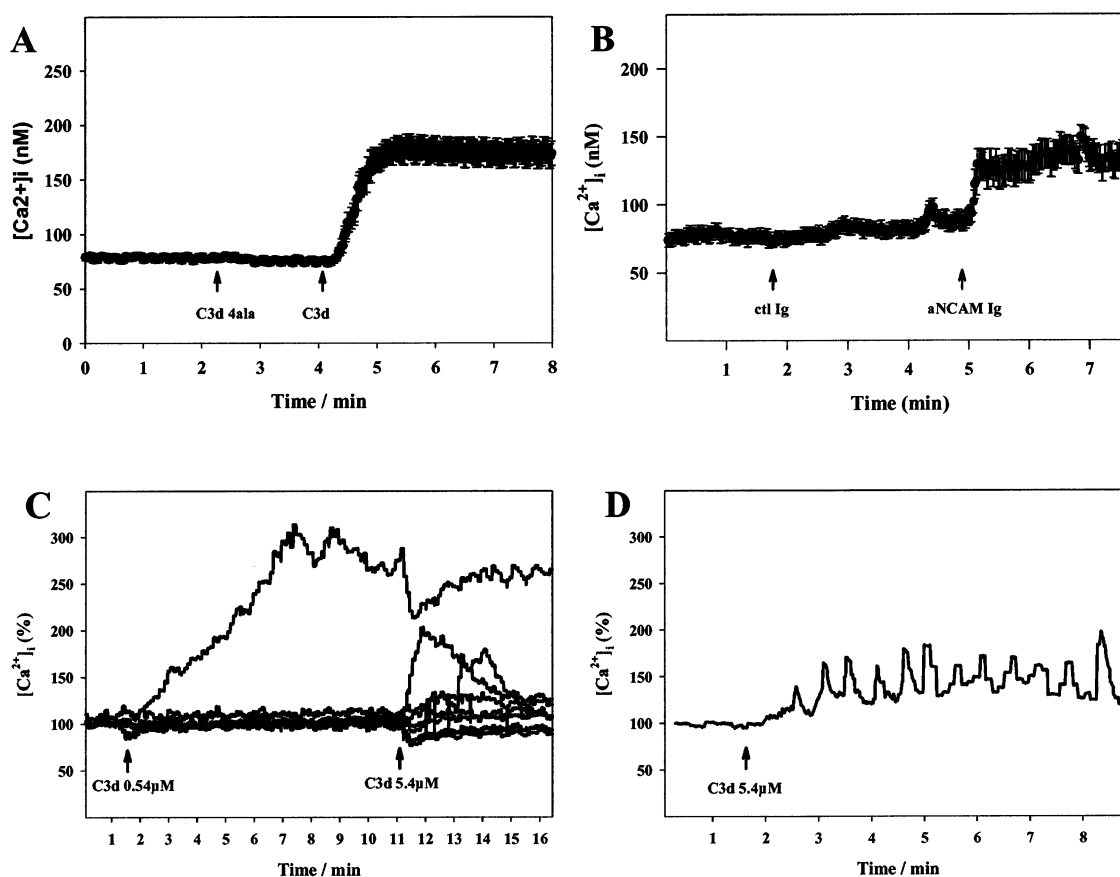 A
[Ca2+]i (nM)
250
200
150
100
50
0
C3d 4ala
C3d
0 1 2 3 4 5 6 7 8
Time / min
B
[Ca²⁺]ᵢ (nM)
200
150
100
50
ctl Ig
aNCAM Ig
1 2 3 4 5 6 7
Time (min)
C
[Ca²⁺]ᵢ (%)
300
250
200
150
100
50
C3d 0.54µM
C3d 5.4µM
1 2 3 4 5 6 7 8 9 10 11 12 13 14 15 16
Time / min
D
[Ca²⁺]ᵢ (%)
300
250
200
150
100
50
C3d 5.4µM
1 2 3 4 5 6 7 8
Time / min